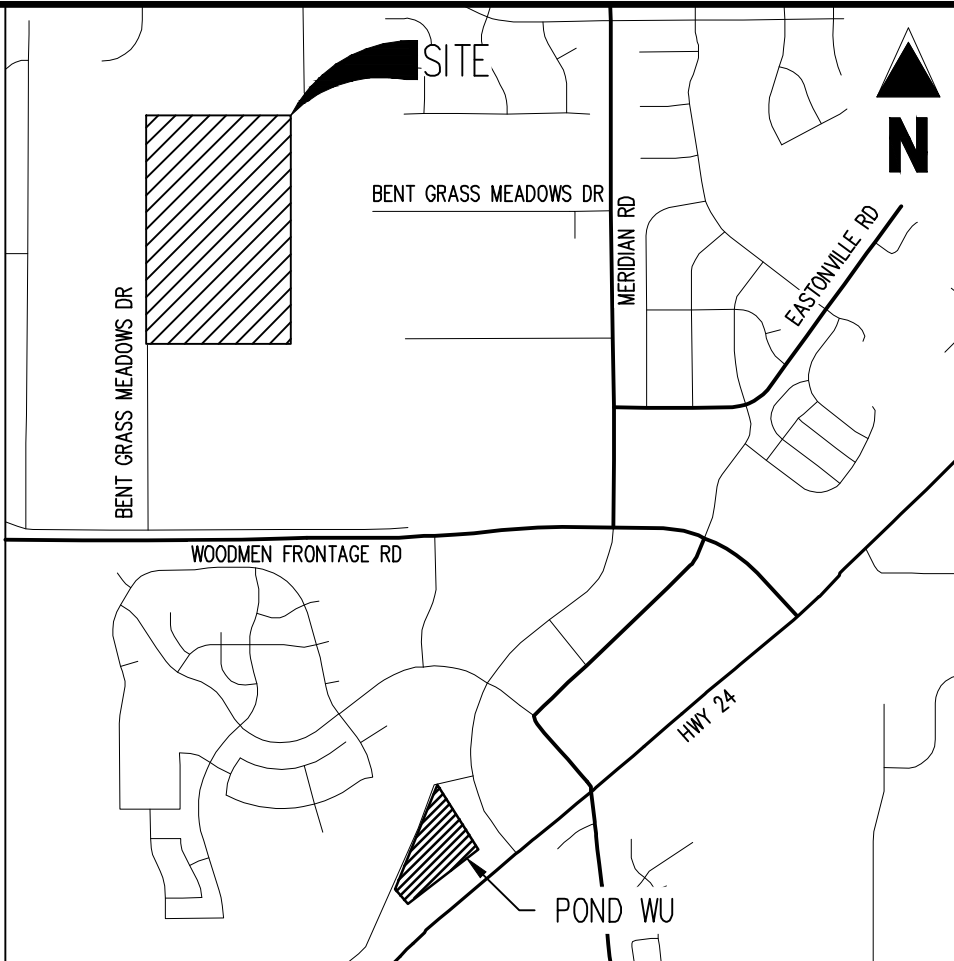 SITE
N
BENT GRASS MEADOWS DR
MERIDIAN RD
EASTONVILLE RD
BENT GRASS MEADOWS DR
WOODMEN FRONTAGE RD
HWY 24
POND WU